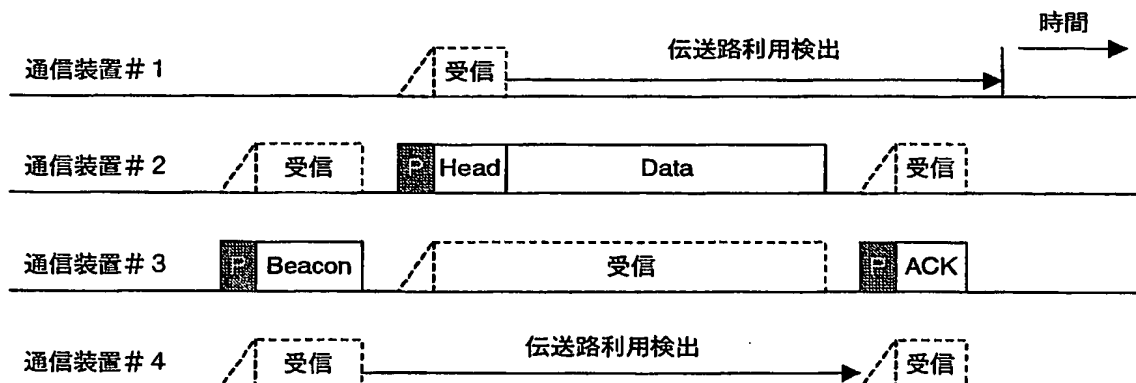 時間
伝送路利用検出
通信装置#1
受信
通信装置#2
受信
P
Head
Data
受信
通信装置#3
P
Beacon
受信
P
ACK
通信装置#4
受信
伝送路利用検出
受信